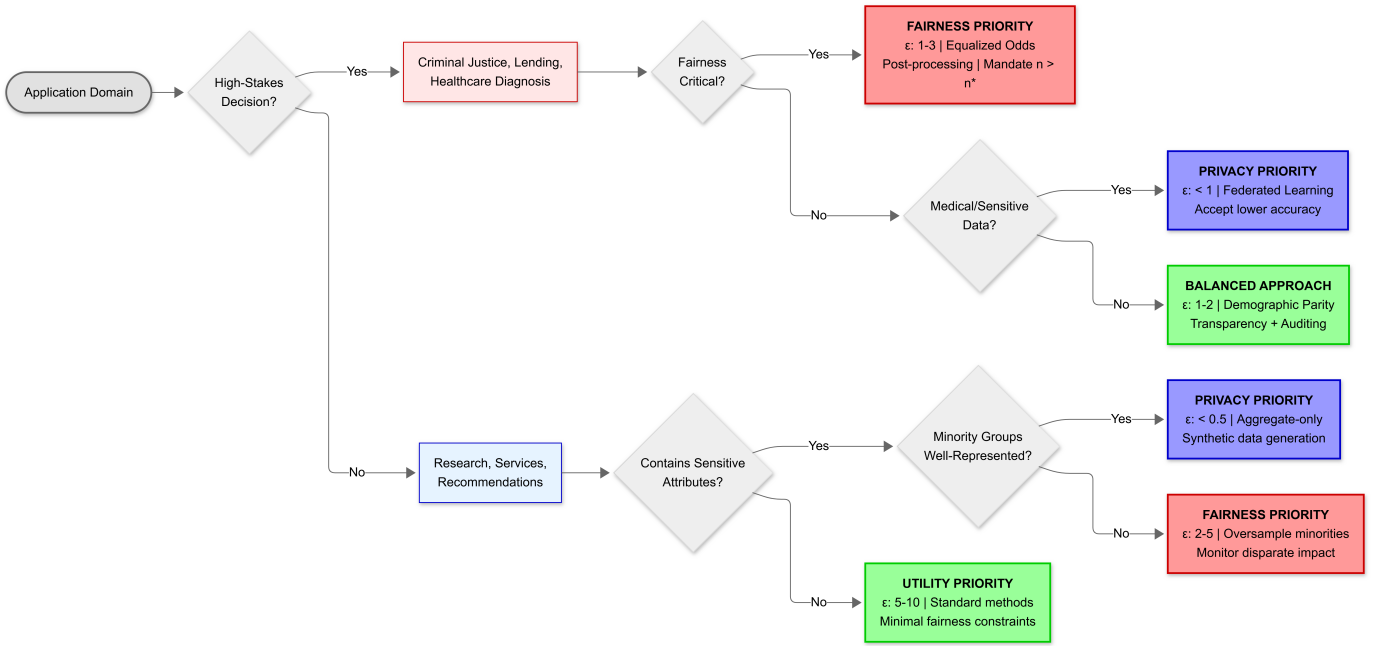 Application Domain
High-Stakes
Decision?
Yes
Criminal Justice, Lending,
Healthcare Diagnosis
Fairness
Critical?
Yes
FAIRNESS PRIORITY
ε: 1-3 | Equalized Odds
Post-processing | Mandate n >
n*
No
Medical/Sensitive
Data?
Yes
PRIVACY PRIORITY
ε: < 1 | Federated Learning
Accept lower accuracy
No
BALANCED APPROACH
ε: 1-2 | Demographic Parity
Transparency + Auditing
No
Research, Services,
Recommendations
Contains Sensitive
Attributes?
Yes
Minority Groups
Well-Represented?
Yes
PRIVACY PRIORITY
ε: < 0.5 | Aggregate-only
Synthetic data generation
No
FAIRNESS PRIORITY
ε: 2-5 | Oversample minorities
Monitor disparate impact
No
UTILITY PRIORITY
ε: 5-10 | Standard methods
Minimal fairness constraints